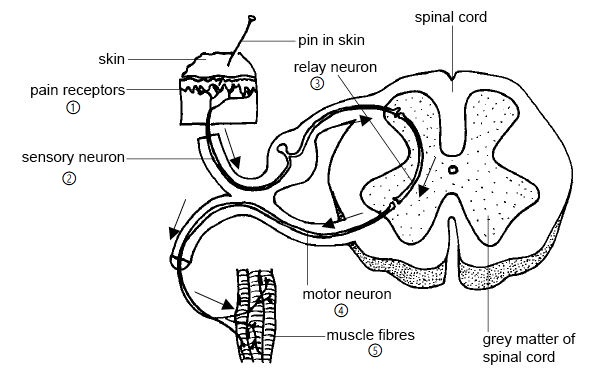 spinal cord
pin in skin
skin
relay neuron
③
pain receptors
①
sensory neuron
②
motor neuron
④
muscle fibres
⑤
grey matter of
spinal cord